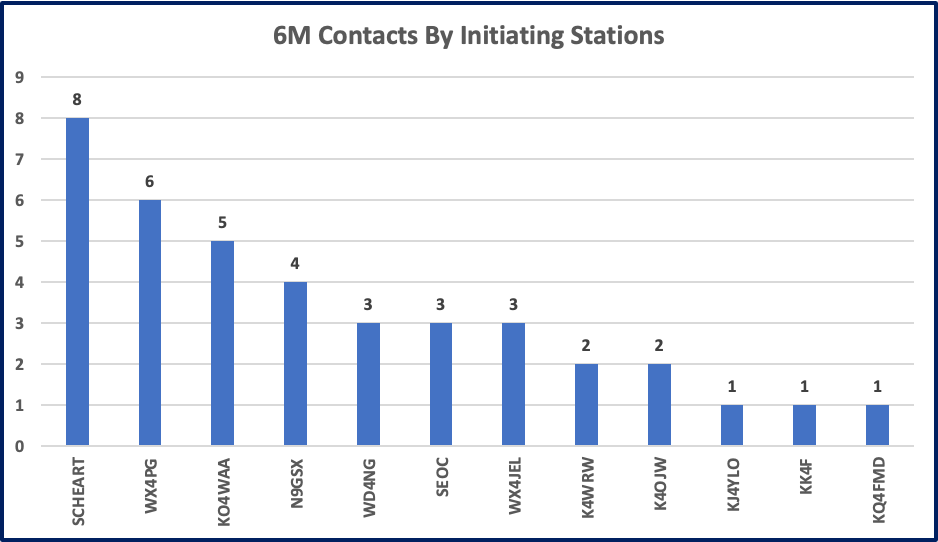 6M Contacts By Initiating Stations
9
8
7
6
5
4
3
2
1
0
8
6
5
4
3
3
3
2
2
1
1
1
SCHEART
WX4PG
KO4WAA
N9GSX
WD4NG
SEOC
WX4JEL
K4WRW
K4OJW
KJ4YLO
KK4F
KQ4FMD